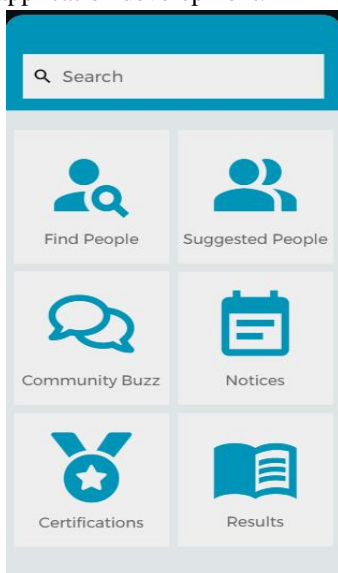 Search
Find People
Suggested People
Community Buzz
Notices
Certifications
Results